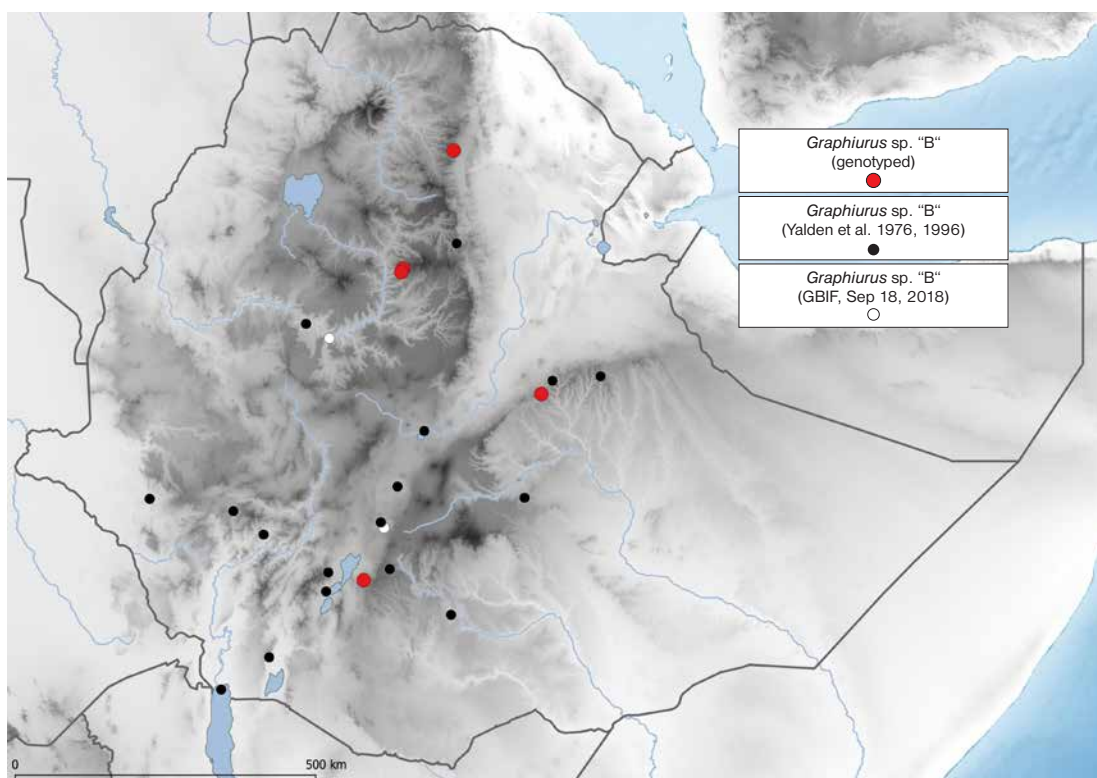 Graphiurus sp. “B“
(genotyped)
Graphiurus sp. “B“
(Yalden et al. 1976, 1996)
Graphiurus sp. “B“
(GBIF, Sep 18, 2018)
0 500 km